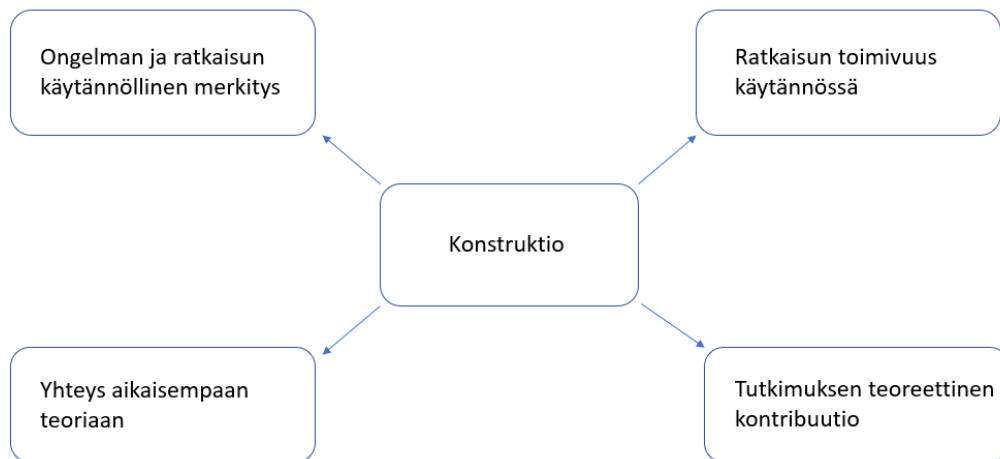 Ongelman ja ratkaisun
käytännöllinen merkitys
Ratkaisun toimivuus
käytännössä
Konstruktio
Yhteys aikaisempaan
teoriaan
Tutkimuksen teoreettinen
kontribuutio